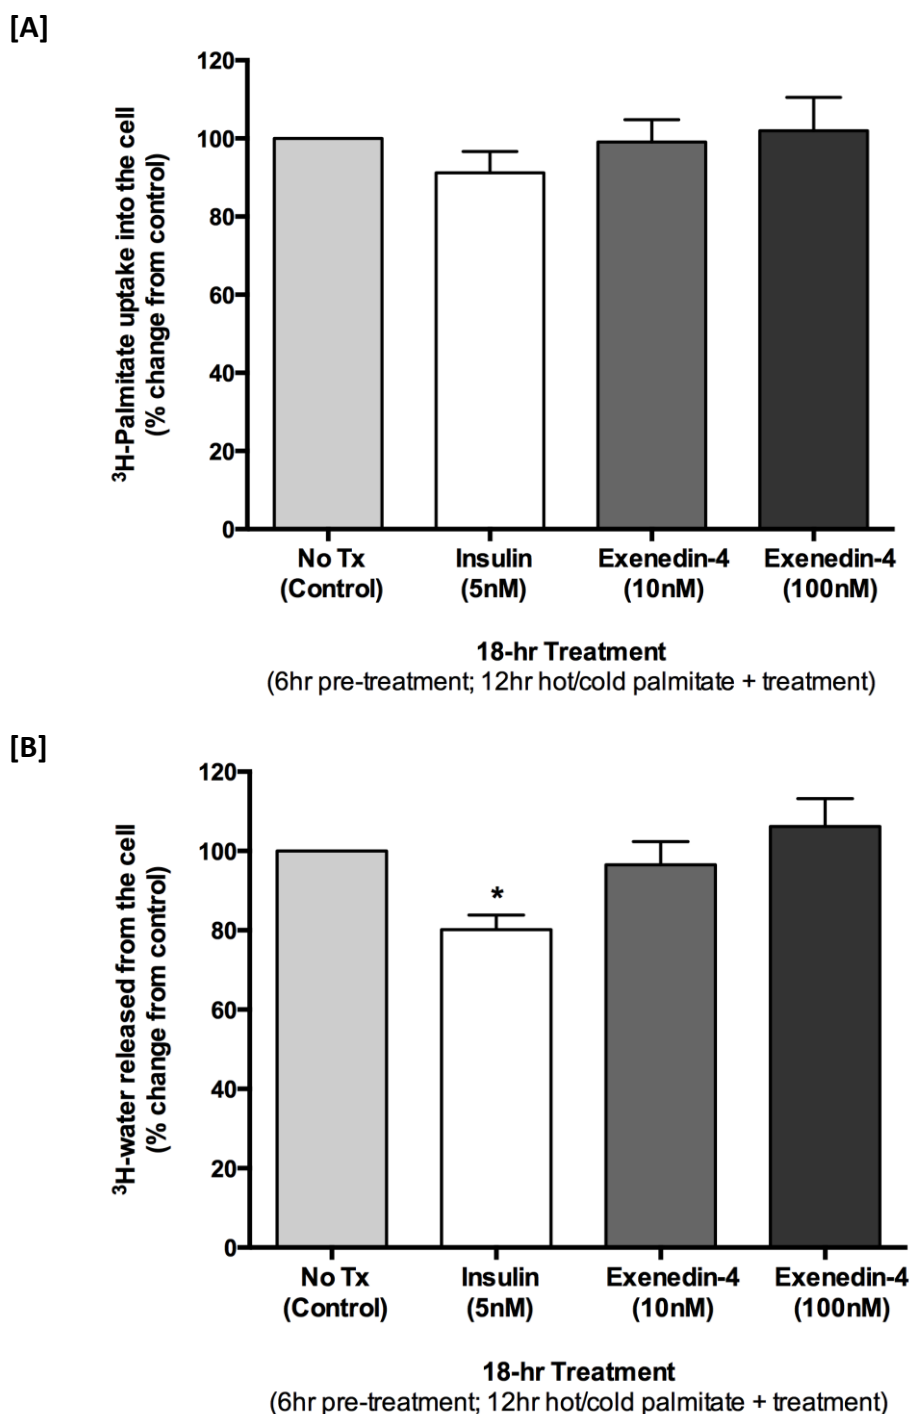 [A]
³H-Palmitate uptake into the cell
(% change from control)
120
100
80
60
40
20
0
No Tx Insulin Exenedin-4 Exenedin-4
(Control) (5nM) (10nM) (100nM)
18-hr Treatment
(6hr pre-treatment; 12hr hot/cold palmitate + treatment)
[B]
³H-water released from the cell
(% change from control)
120
100
80
60
40
20
0
*
No Tx Insulin Exenedin-4 Exenedin-4
(Control) (5nM) (10nM) (100nM)
18-hr Treatment
(6hr pre-treatment; 12hr hot/cold palmitate + treatment)